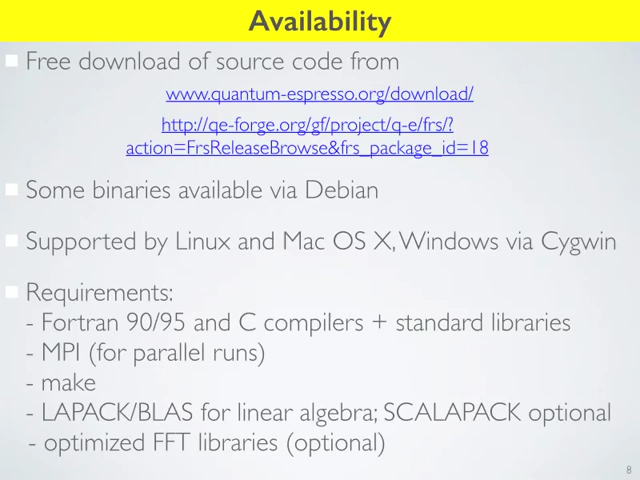 Availability
Free download of source code from
www.quantum-espresso.org/download/
http://qe-forge.org/gf/project/q-e/frs/?
action=FrsReleaseBrowse&frs_package_id=18
Some binaries available via Debian
Supported by Linux and Mac OS X, Windows via Cygwin
Requirements:
- Fortran 90/95 and C compilers + standard libraries
- MPI (for parallel runs)
- make
- LAPACK/BLAS for linear algebra; SCALAPACK optional
- optimized FFT libraries (optional)
8